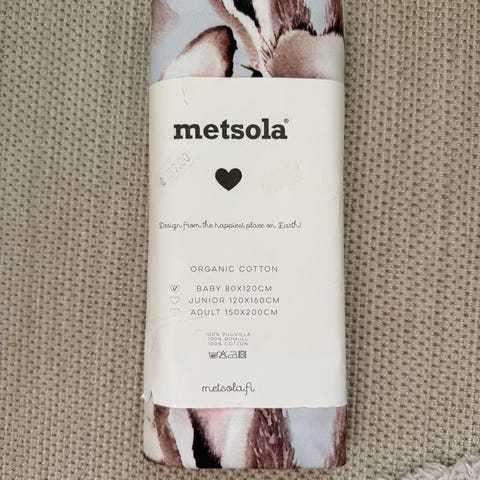 metsola®
Design from the happiest place on Earth!
ORGANIC COTTON
BABY 80X120CM
JUNIOR 120X160CM
ADULT 150X200CM
100% PUUVILLA
100% BOMULL
100% COTTON
metsola.fi